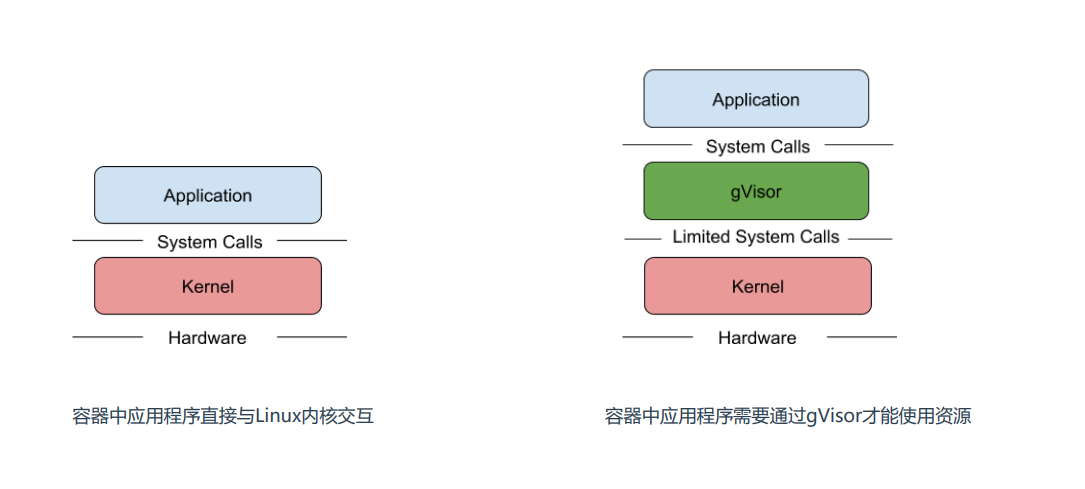 Application
System Calls
Kernel
Hardware
容器中应用程序直接与Linux内核交互
Application
System Calls
gVisor
Limited System Calls
Kernel
Hardware
容器中应用程序需要通过gVisor才能使用资源